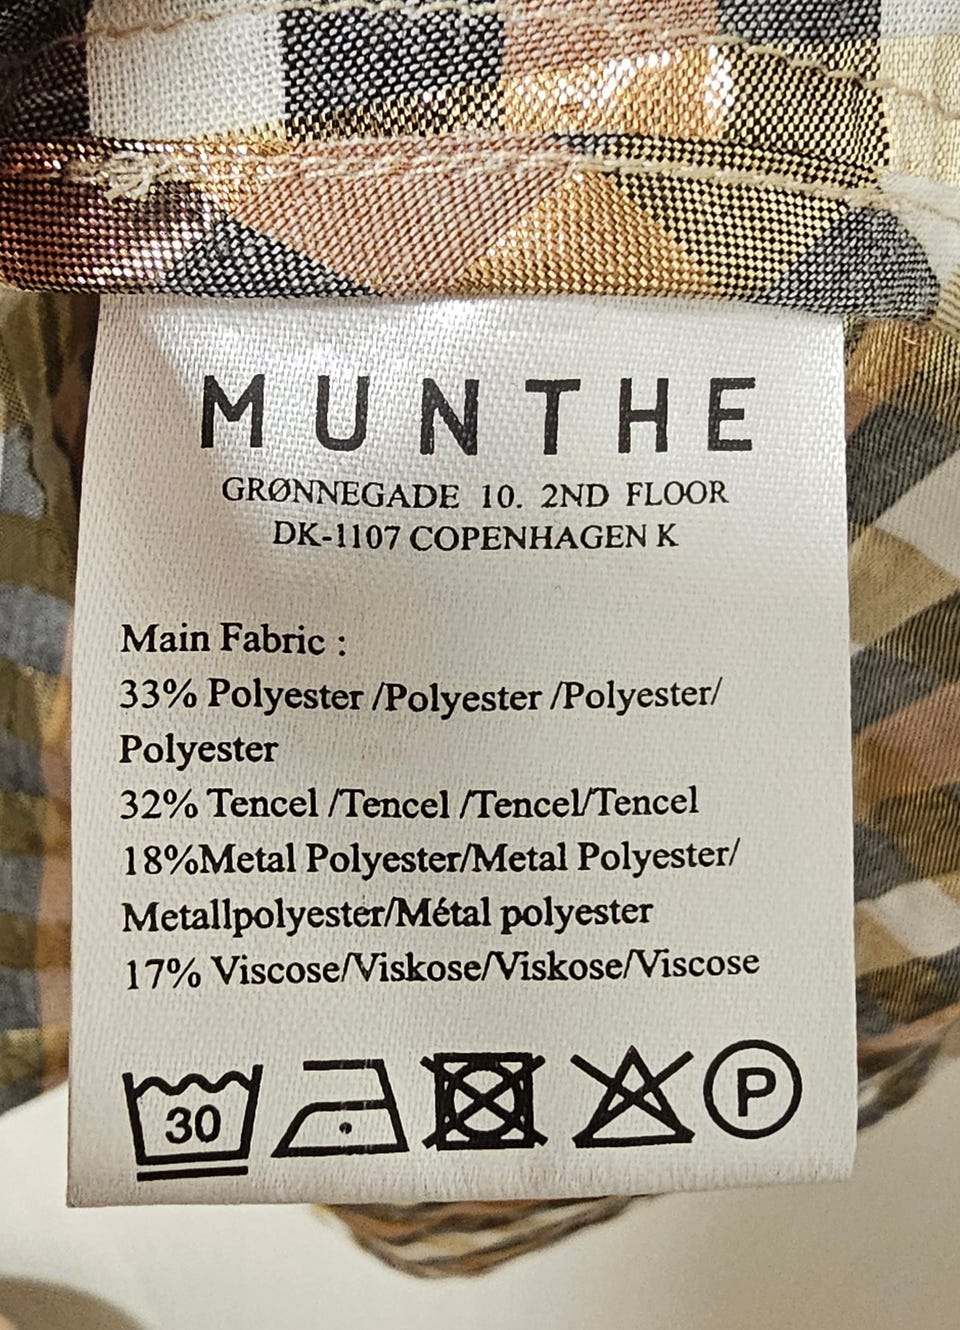 MUNTHE
GRØNNEGADE 10. 2ND FLOOR
DK-1107 COPENHAGEN K
Main Fabric :
33% Polyester /Polyester /Polyester/
Polyester
32% Tencel /Tencel /Tencel/Tencel
18%Metal Polyester/Metal Polyester/
Metallpolyester/Métal polyester
17% Viscose/Viskose/Viskose/Viscose
30 P